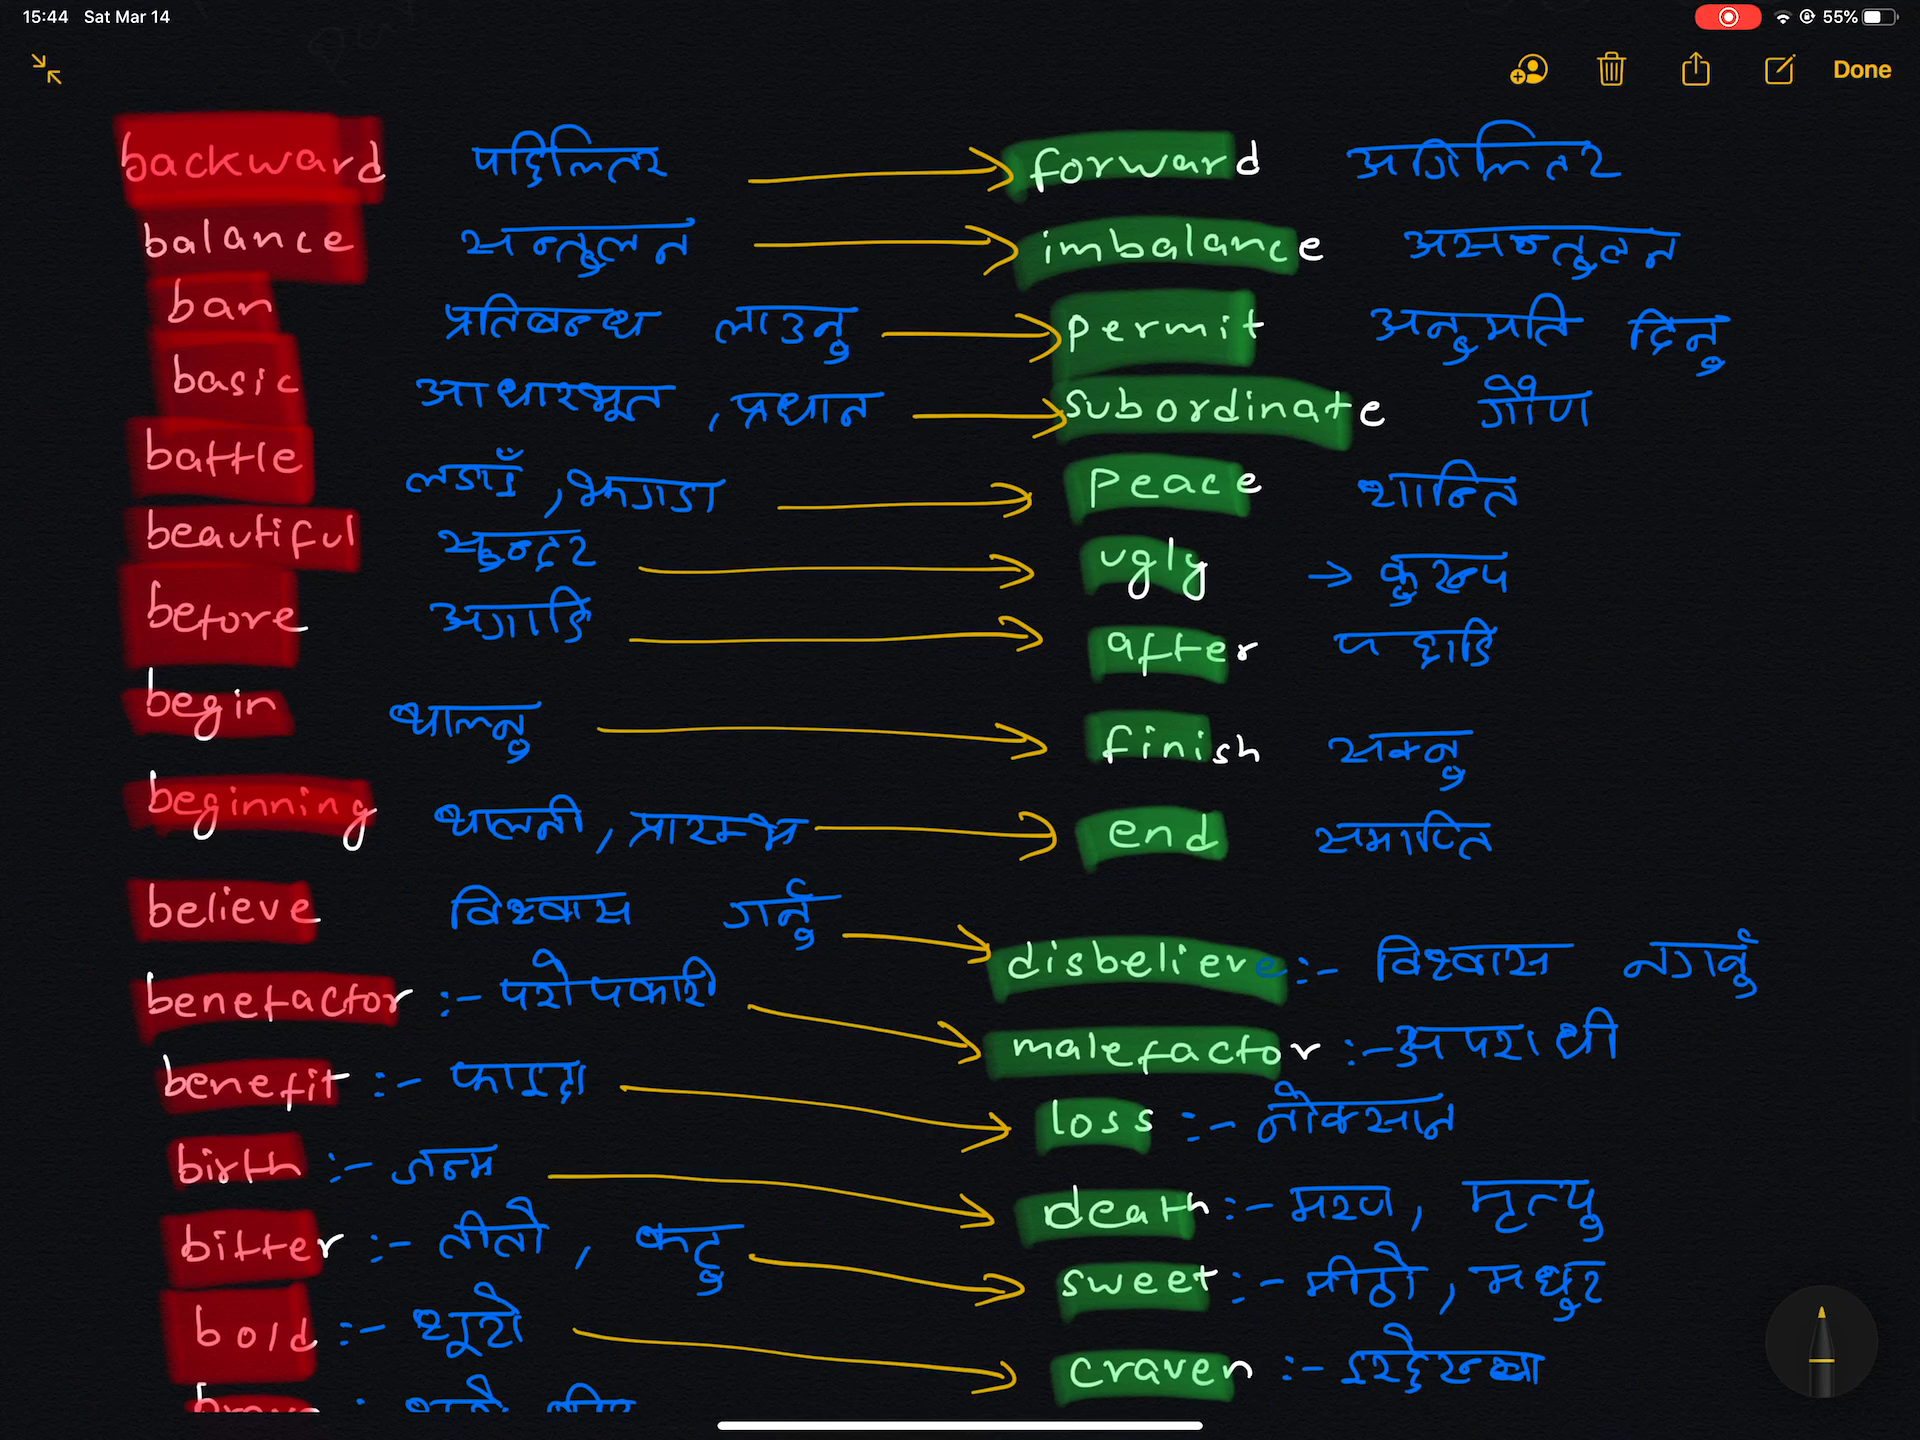 15:44 Sat Mar 14 55%
Done
backward पछिल्तिर forward अगिल्तिर
balance सन्तुलन imbalance असन्तुलन
ban प्रतिबन्ध लाउनु permit अनुमति दिनु
basic आधारभूत , प्रधान subordinate गौण
battle लडाइँ , झगडा peace शान्ति
beautiful सुन्दर ugly → कुरूप
before अगाडि after पछाडि
begin थाल्नु finish सक्नु
beginning थालनी , प्रारम्भ end समाप्ति
believe विश्वास गर्नु disbelieve :- विश्वास नगर्नु
benefactor :- परोपकारी malefactor :- अपराधी
benefit :- फाइदा loss :- नोक्सान
birth :- जन्म death :- मरण , मृत्यु
bitter :- तीतो , कटु sweet :- मीठो , मधुर
bold :- शूरो craven :-